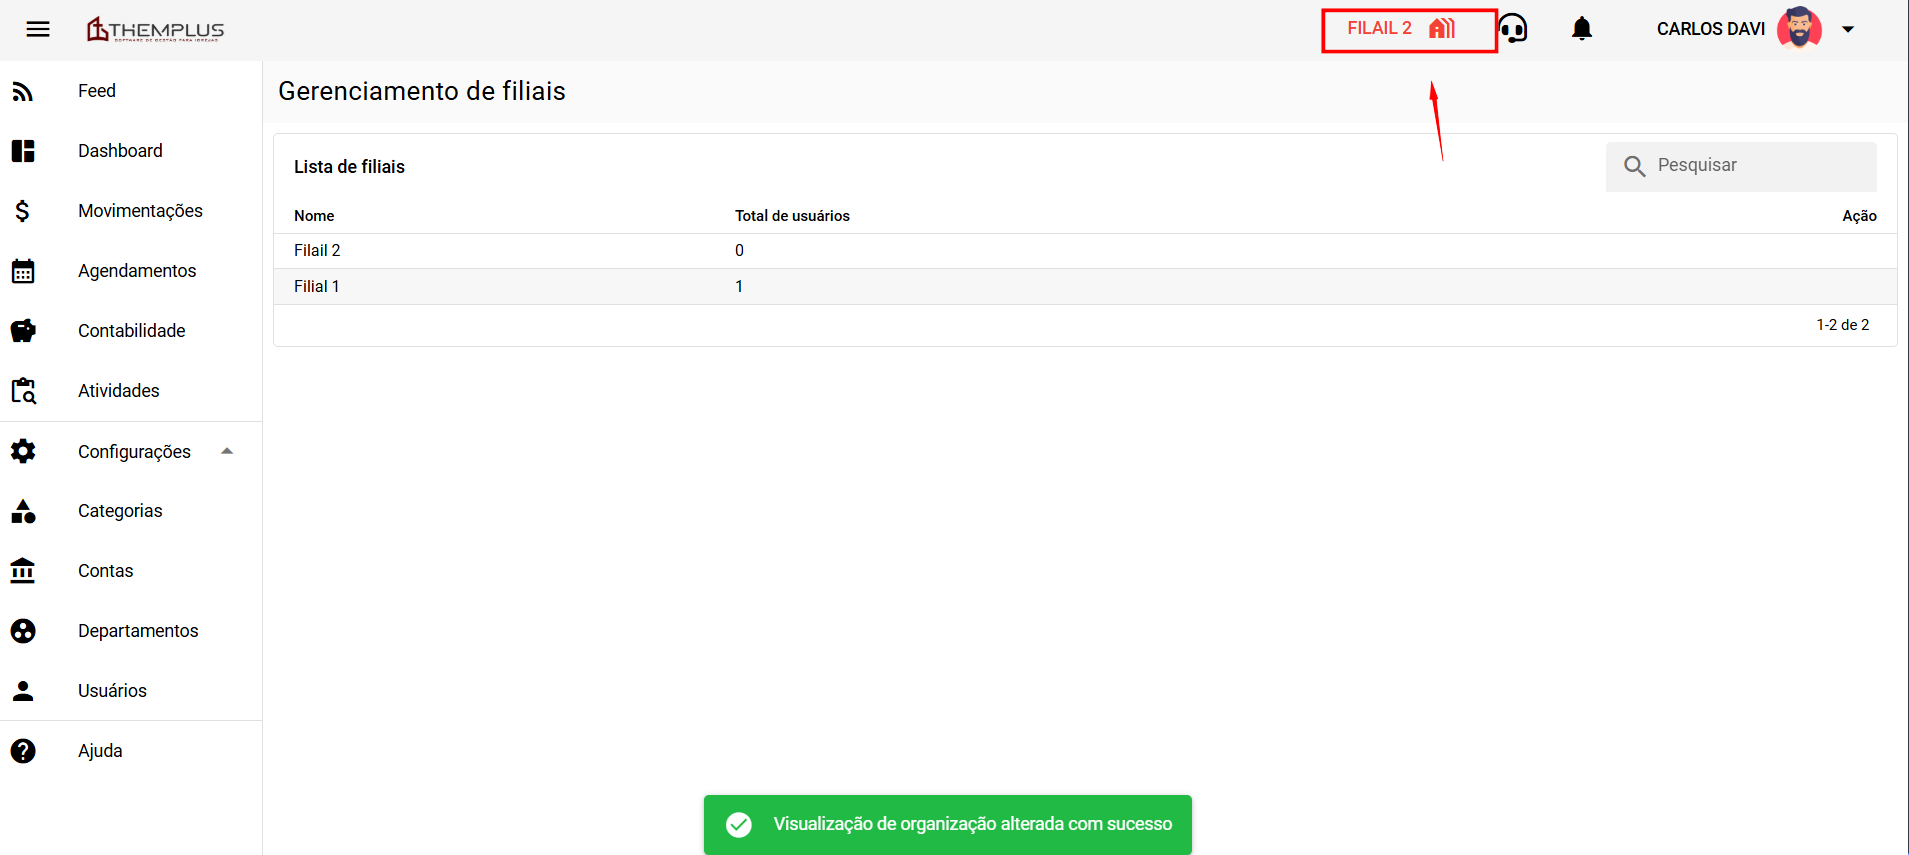 THEMPLUS
SOFTWARE DE GESTÃO PARA IGREJAS
FILAIL 2
CARLOS DAVI
Feed
Dashboard
Movimentações
Agendamentos
Contabilidade
Atividades
Configurações
Categorias
Contas
Departamentos
Usuários
Ajuda
Gerenciamento de filiais
Lista de filiais
Pesquisar
Nome Total de usuários Ação
Filail 2 0
Filial 1 1
1-2 de 2
Visualização de organização alterada com sucesso